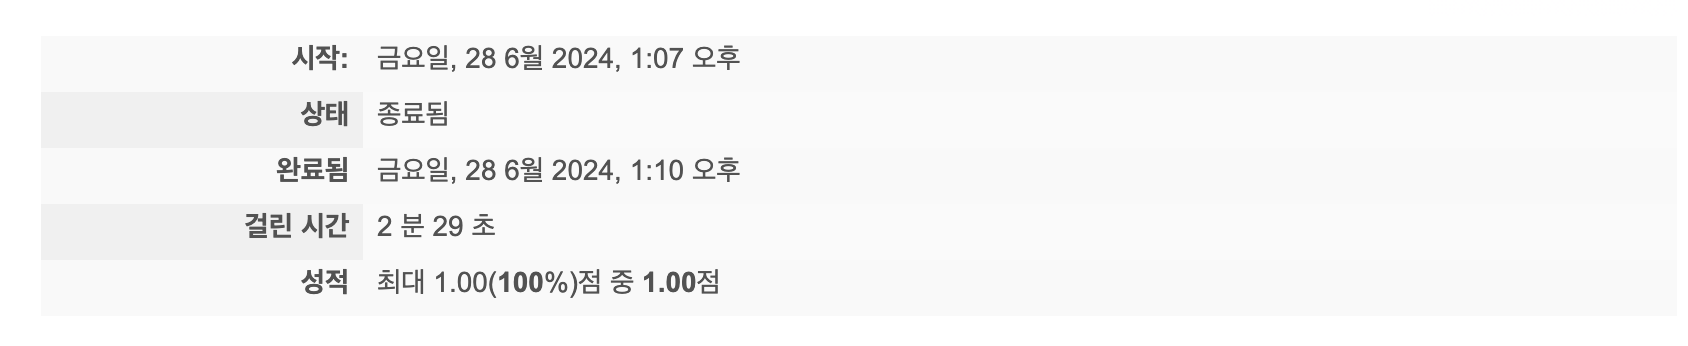 시작: 금요일, 28 6월 2024, 1:07 오후
상태 종료됨
완료됨 금요일, 28 6월 2024, 1:10 오후
걸린 시간 2 분 29 초
성적 최대 1.00(100%)점 중 1.00점